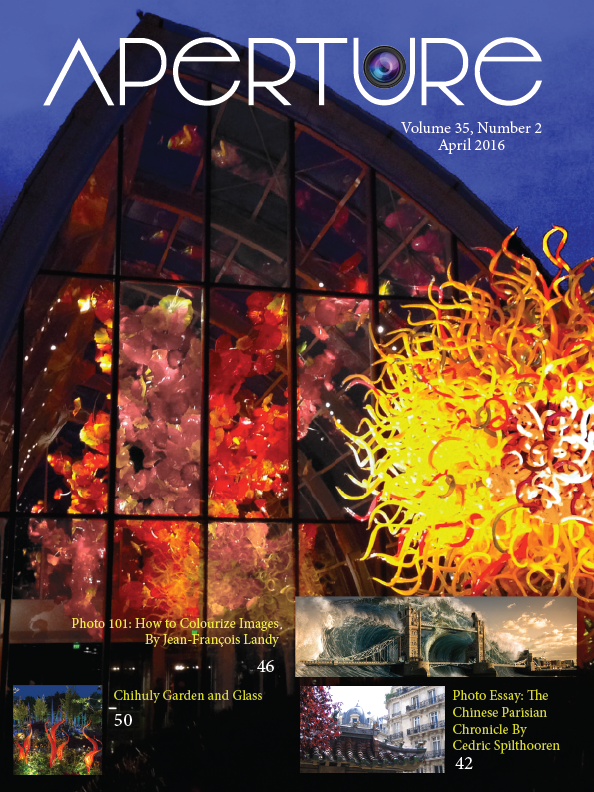 APERTURE
Volume 35, Number 2
April 2016
Photo 101: How to Colourize Images,
By Jean-François Landy
46
Chihuly Garden and Glass
50
Photo Essay: The
Chinese Parisian
Chronicle By
Cedric Spilthooren
42